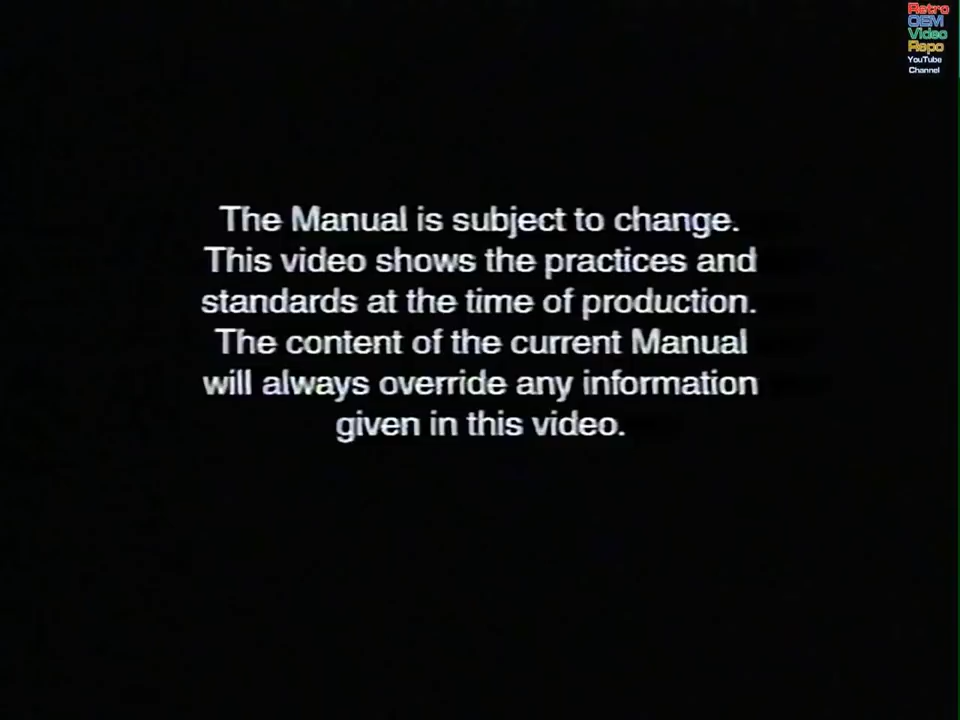 Retro
OEM
Video
Repo
YouTube
Channel
The Manual is subject to change.
This video shows the practices and
standards at the time of production.
The content of the current Manual
will always override any information
given in this video.